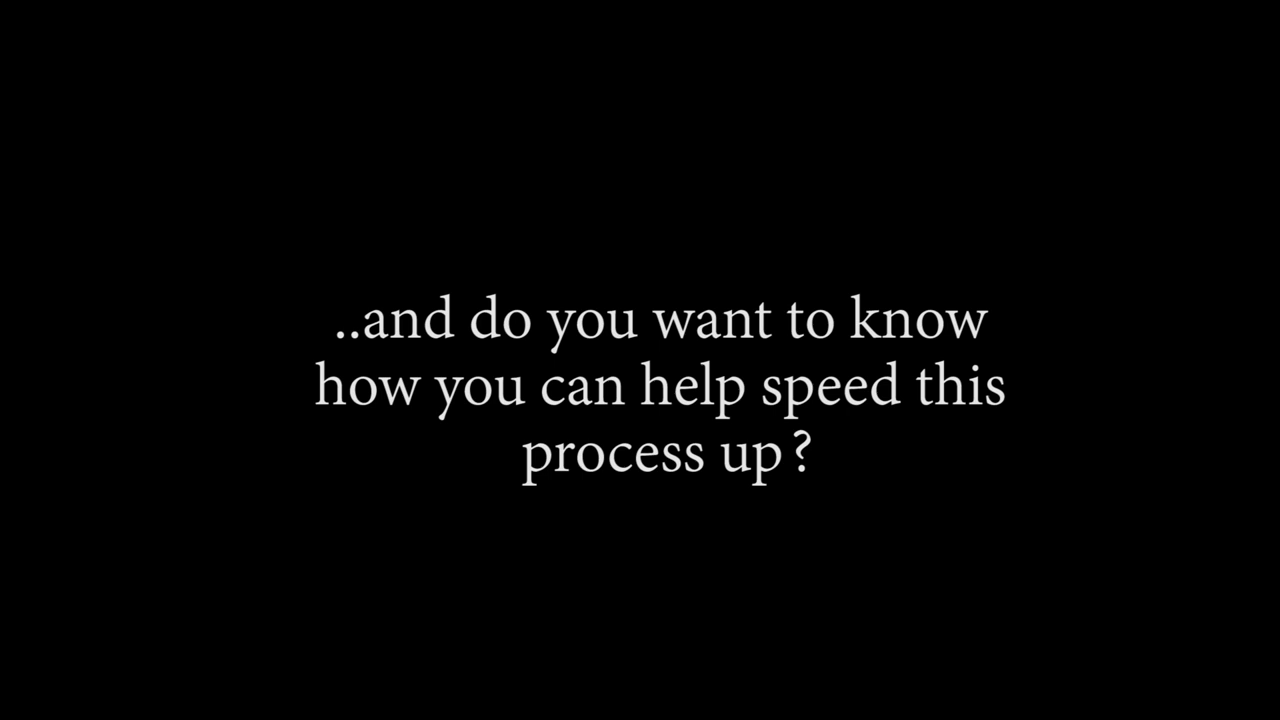 ..and do you want to know
how you can help speed this
process up?